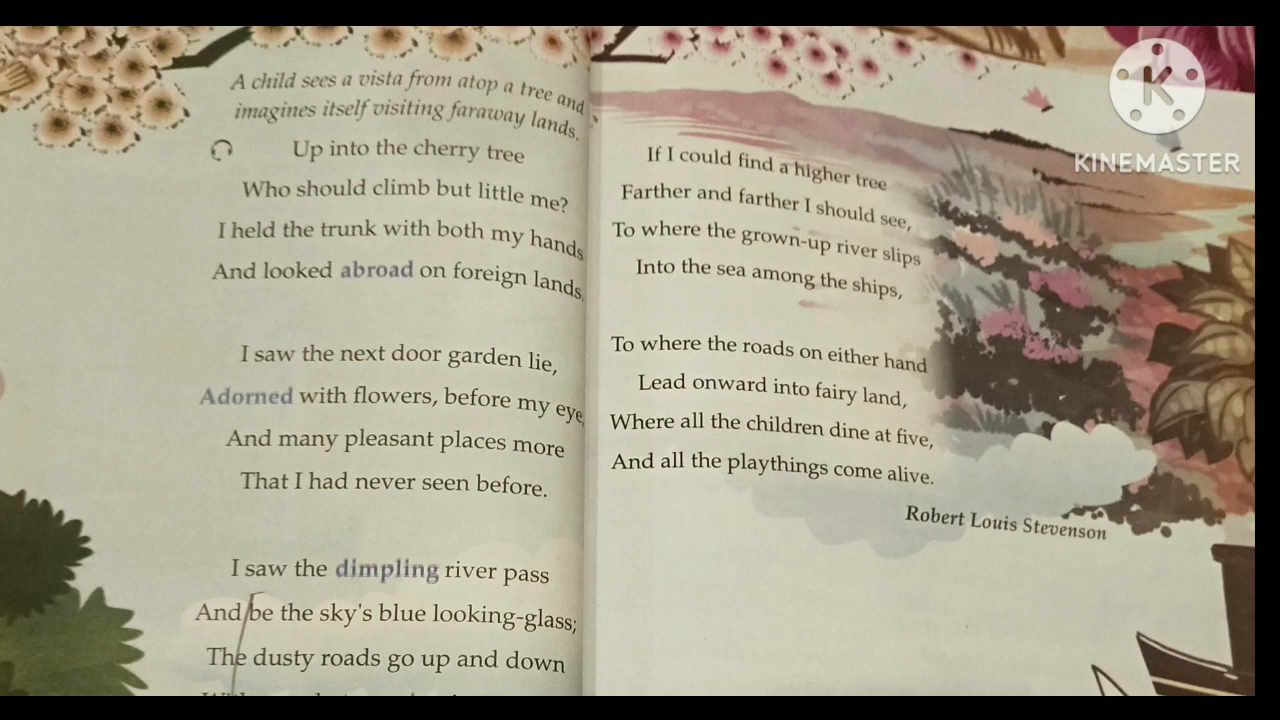 A child sees a vista from atop a tree and
imagines itself visiting faraway lands.
Up into the cherry tree
Who should climb but little me?
I held the trunk with both my hands
And looked abroad on foreign lands.
I saw the next door garden lie,
Adorned with flowers, before my eye,
And many pleasant places more
That I had never seen before.
I saw the dimpling river pass
And be the sky's blue looking-glass;
The dusty roads go up and down
If I could find a higher tree
Farther and farther I should see,
To where the grown-up river slips
Into the sea among the ships,
To where the roads on either hand
Lead onward into fairy land,
Where all the children dine at five,
And all the playthings come alive.
Robert Louis Stevenson
K
KINEMASTER